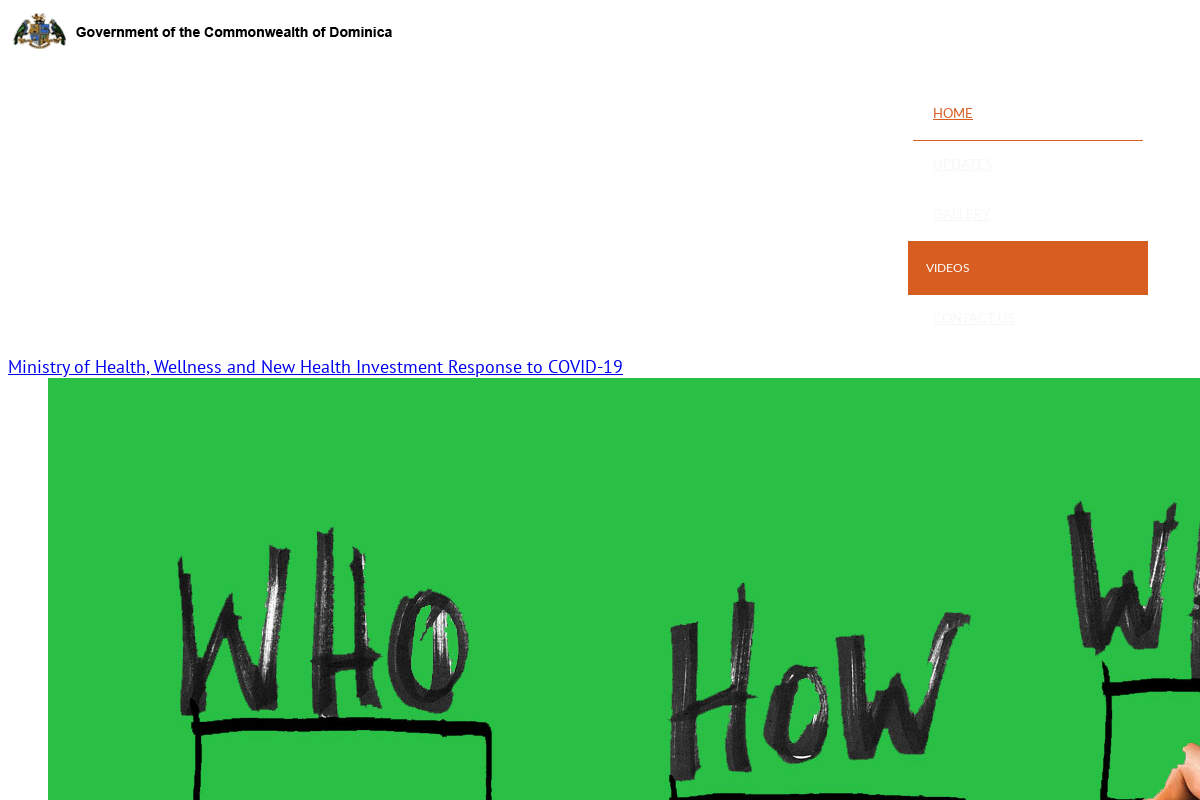 Government of the Commonwealth of Dominica
HOME
UPDATES
GALLERY
VIDEOS
CONTACT US
Ministry of Health, Wellness and New Health Investment Response to COVID-19
WHO
HOW